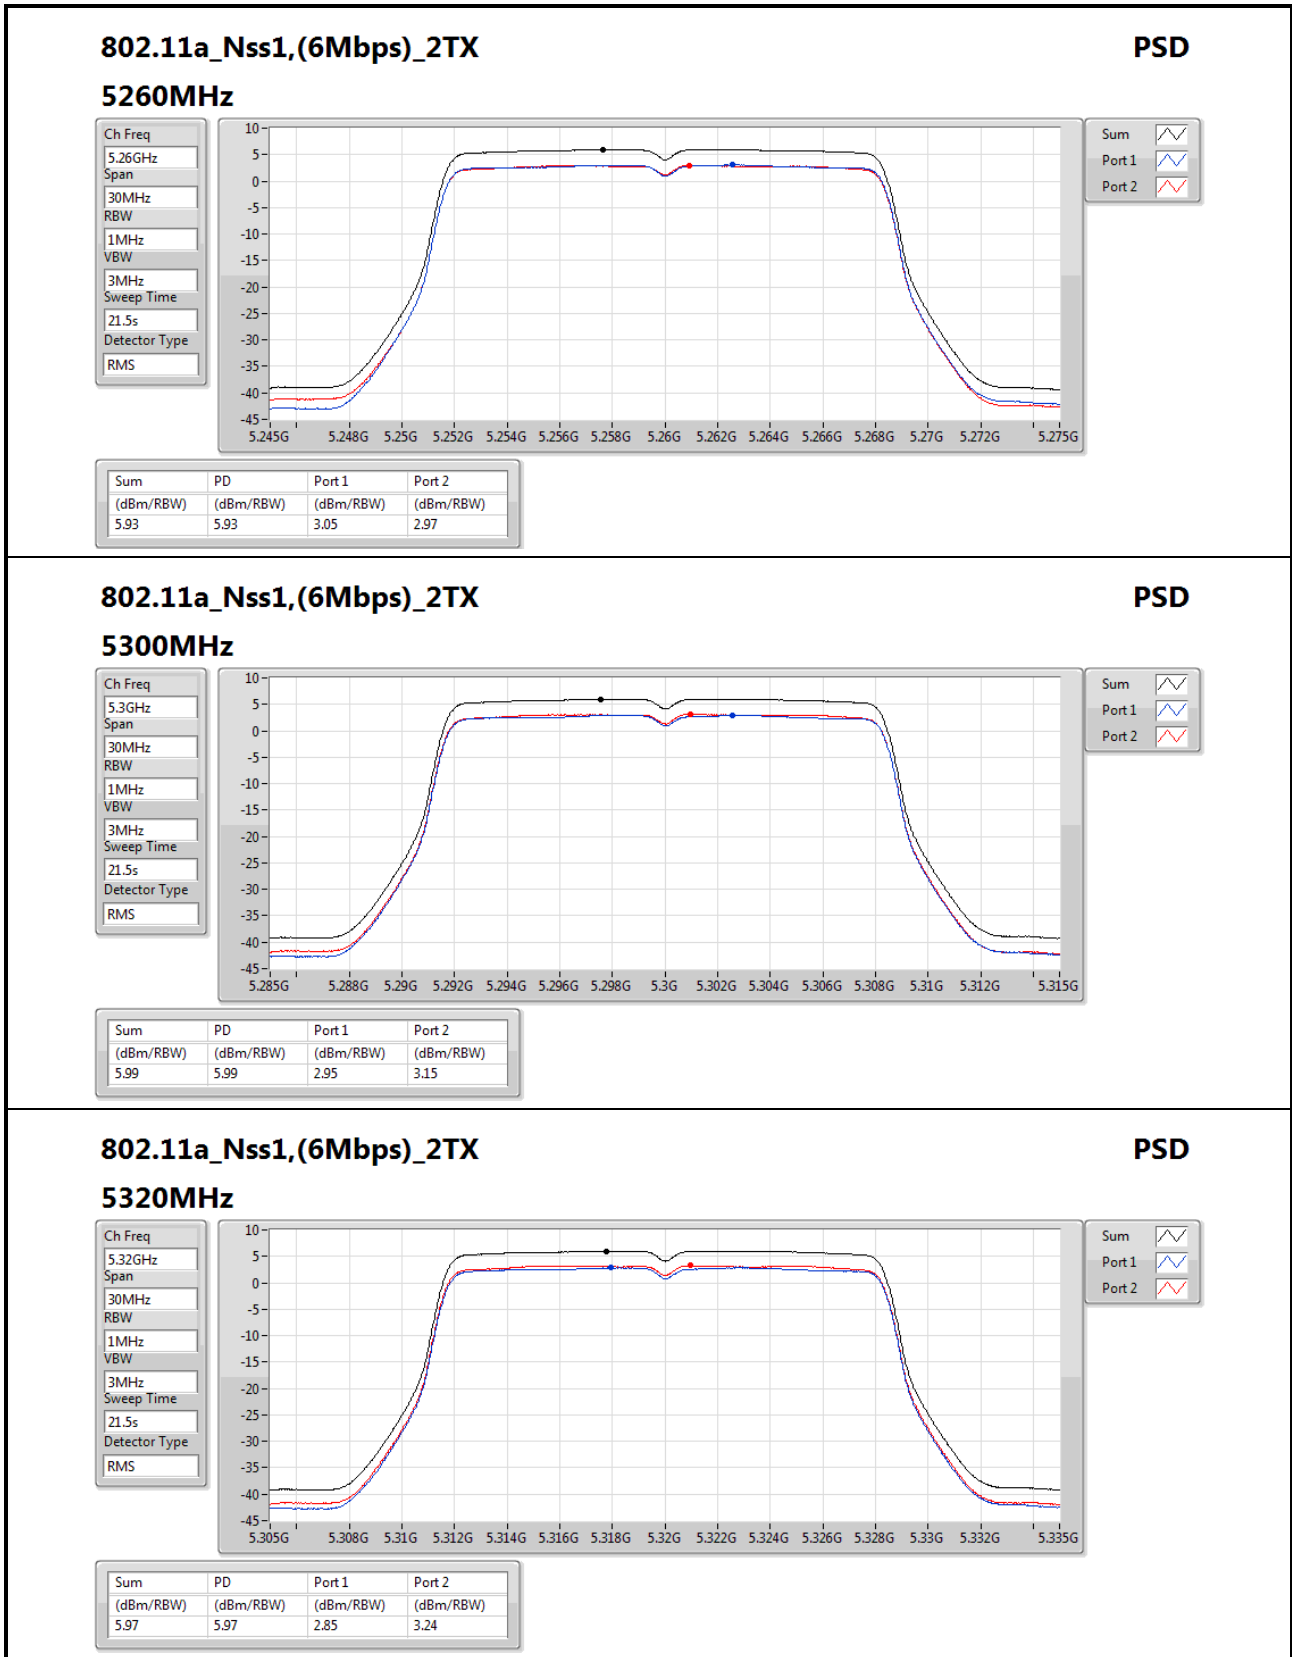 802.11a_Nss1,(6Mbps)_2TX PSD
5260MHz
Ch Freq
5.26GHz
Span
30MHz
RBW
1MHz
VBW
3MHz
Sweep Time
21.5s
Detector Type
RMS
10
5
0
-5
-10
-15
-20
-25
-30
-35
-40
-45
5.245G 5.248G 5.25G 5.252G 5.254G 5.256G 5.258G 5.26G 5.262G 5.264G 5.266G 5.268G 5.27G 5.272G 5.275G
Sum
Port 1
Port 2
Sum PD Port 1 Port 2
(dBm/RBW) (dBm/RBW) (dBm/RBW) (dBm/RBW)
5.93 5.93 3.05 2.97
802.11a_Nss1,(6Mbps)_2TX PSD
5300MHz
Ch Freq
5.3GHz
Span
30MHz
RBW
1MHz
VBW
3MHz
Sweep Time
21.5s
Detector Type
RMS
10
5
0
-5
-10
-15
-20
-25
-30
-35
-40
-45
5.285G 5.288G 5.29G 5.292G 5.294G 5.296G 5.298G 5.3G 5.302G 5.304G 5.306G 5.308G 5.31G 5.312G 5.315G
Sum
Port 1
Port 2
Sum PD Port 1 Port 2
(dBm/RBW) (dBm/RBW) (dBm/RBW) (dBm/RBW)
5.99 5.99 2.95 3.15
802.11a_Nss1,(6Mbps)_2TX PSD
5320MHz
Ch Freq
5.32GHz
Span
30MHz
RBW
1MHz
VBW
3MHz
Sweep Time
21.5s
Detector Type
RMS
10
5
0
-5
-10
-15
-20
-25
-30
-35
-40
-45
5.305G 5.308G 5.31G 5.312G 5.314G 5.316G 5.318G 5.32G 5.322G 5.324G 5.326G 5.328G 5.33G 5.332G 5.335G
Sum
Port 1
Port 2
Sum PD Port 1 Port 2
(dBm/RBW) (dBm/RBW) (dBm/RBW) (dBm/RBW)
5.97 5.97 2.85 3.24